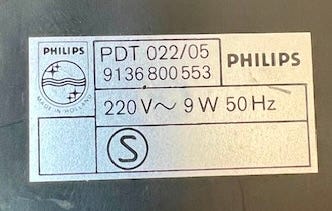 PHILIPS
MADE IN HOLLAND
PDT 022/05
9136 800 553
PHILIPS
220 V～ 9 W 50 Hz
S